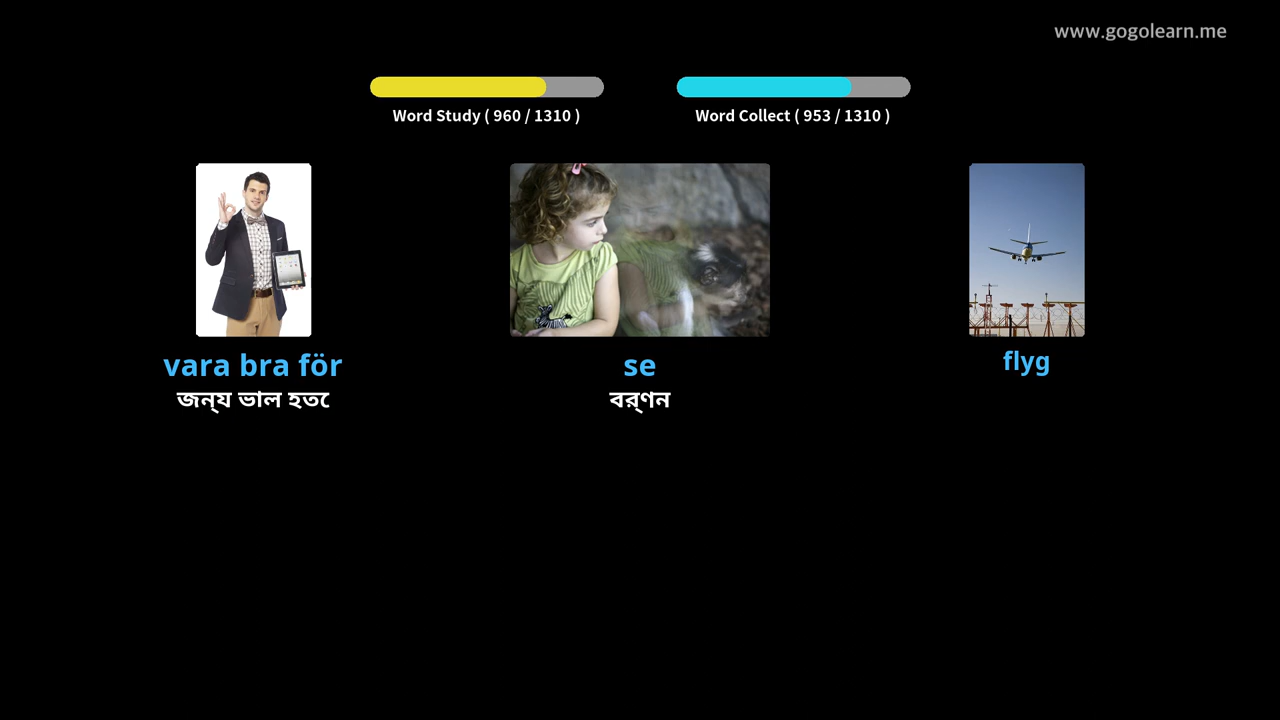 www.gogolearn.me
Word Study ( 960 / 1310 )
Word Collect ( 953 / 1310 )
vara bra för
se
flyg
জন্য ভাল হতে
বর্ণন